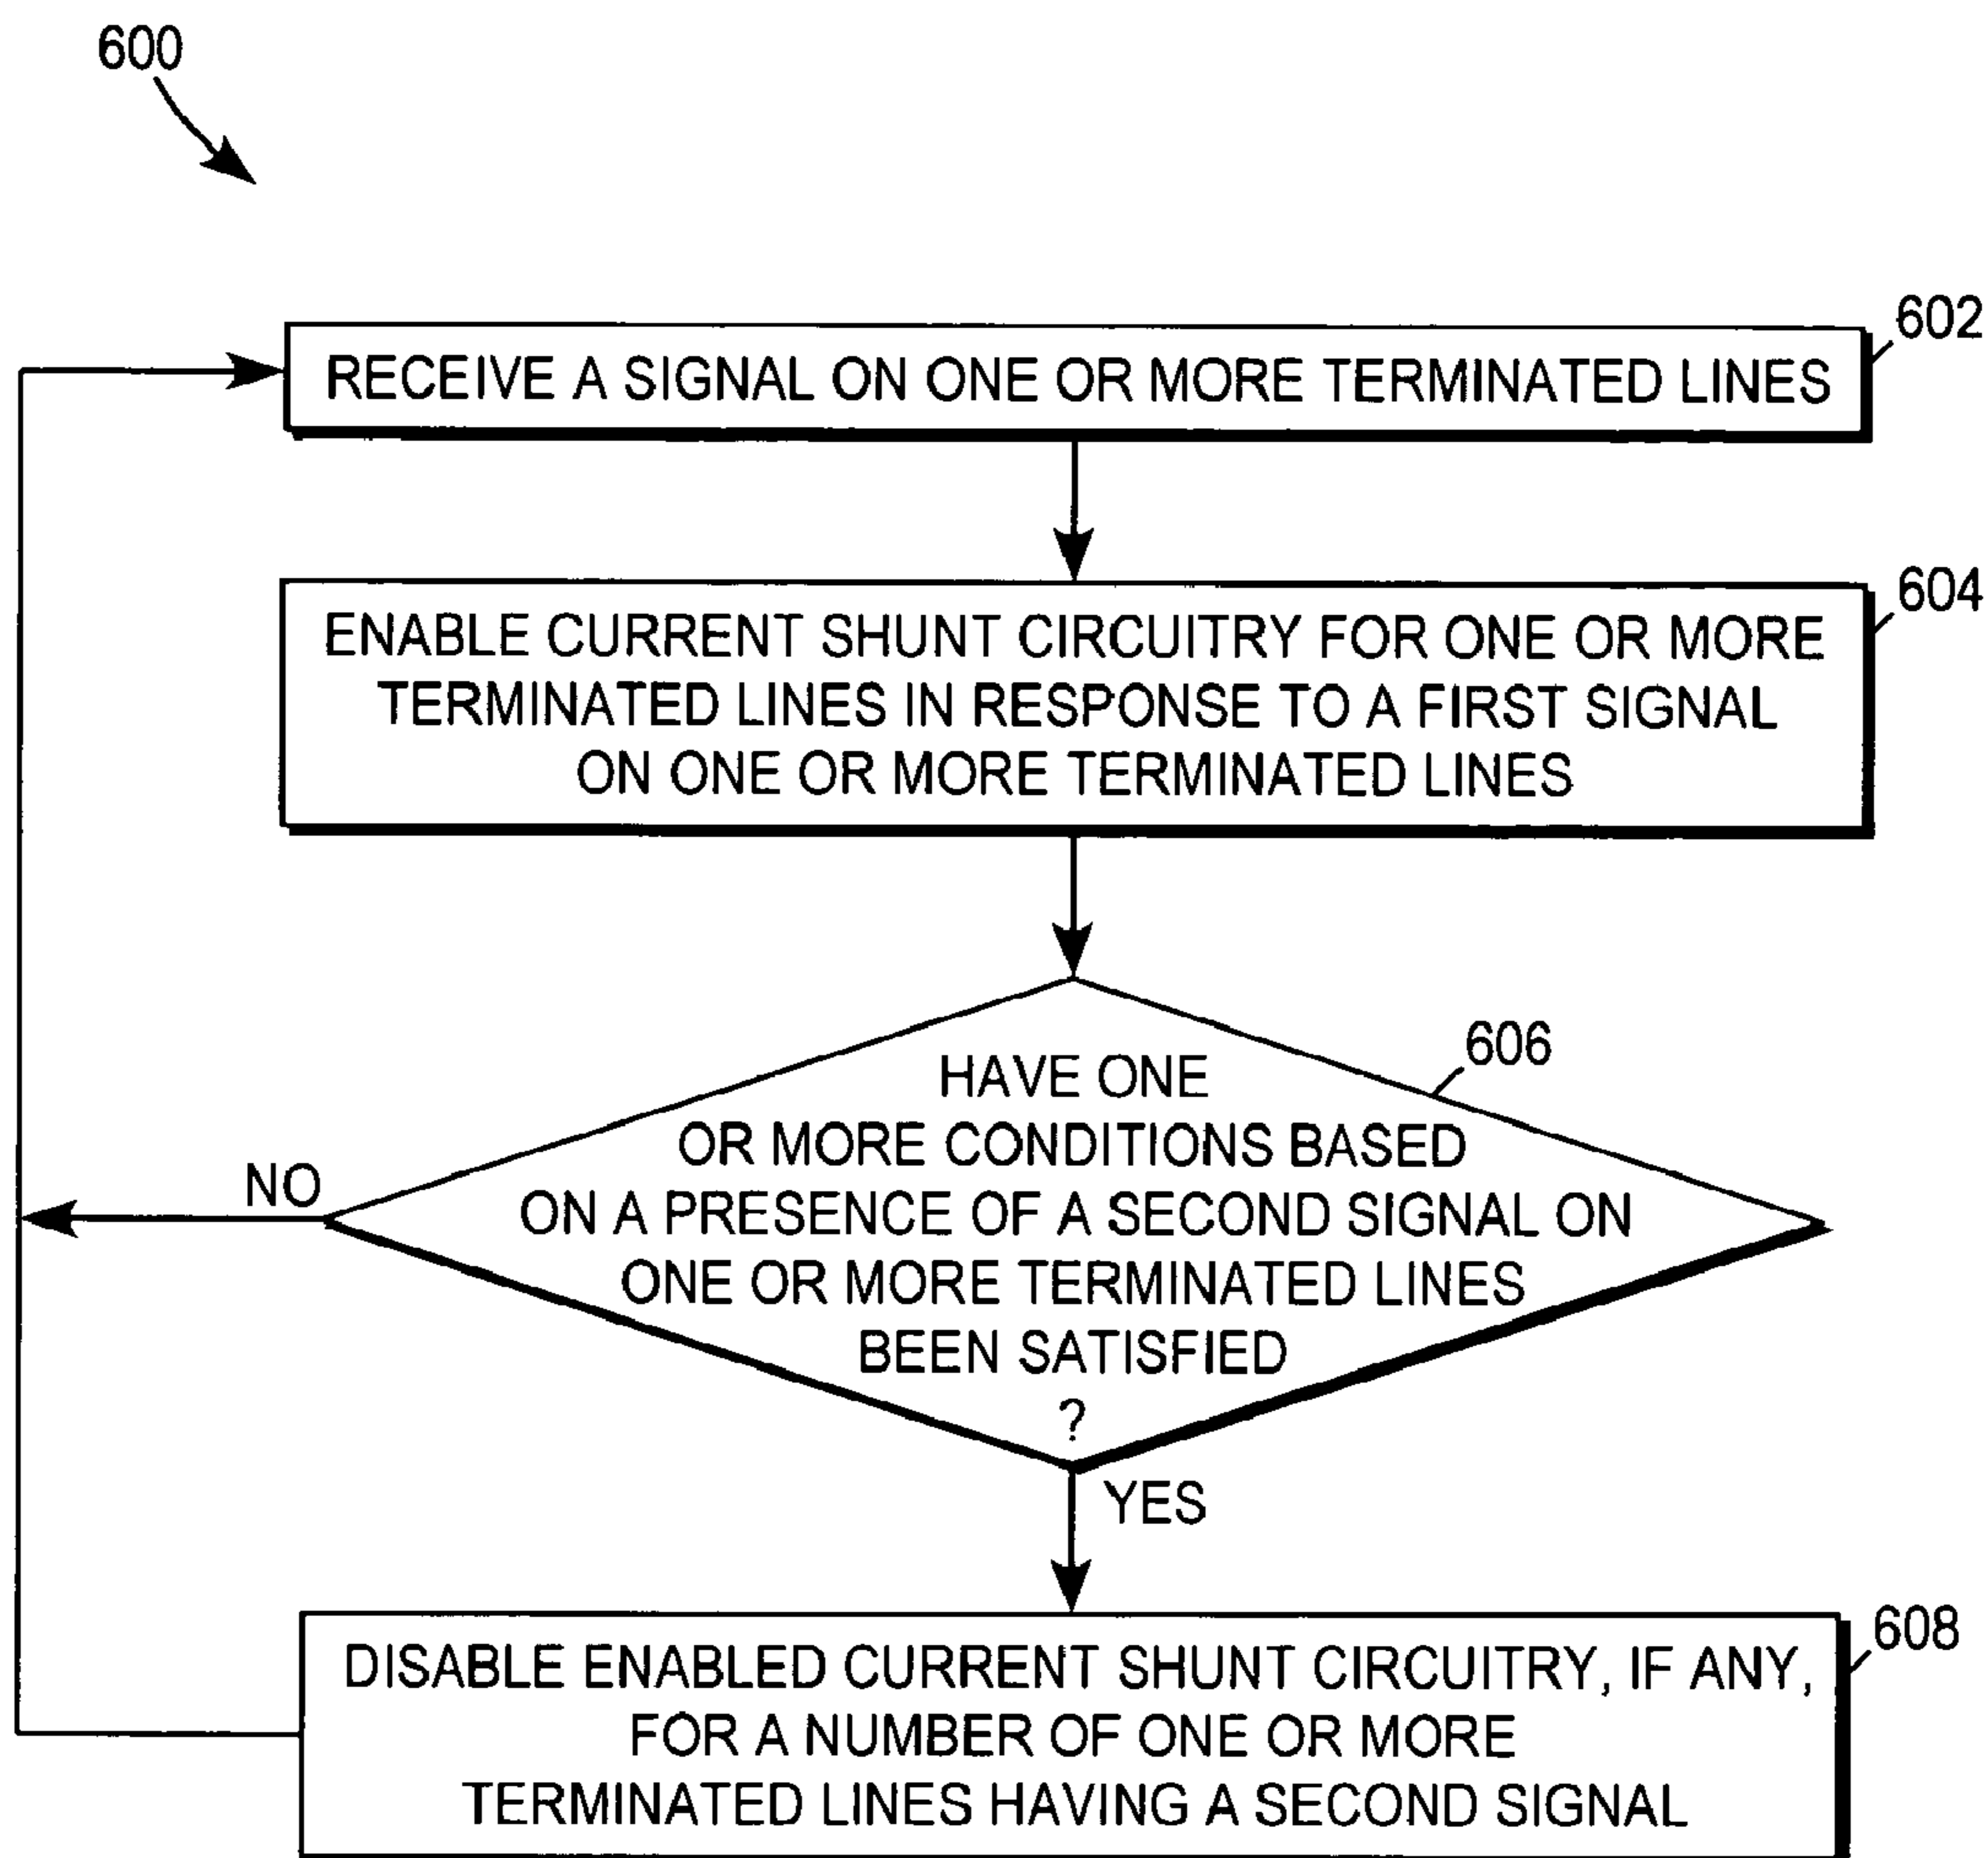 600
602
RECEIVE A SIGNAL ON ONE OR MORE TERMINATED LINES
604
ENABLE CURRENT SHUNT CIRCUITRY FOR ONE OR MORE
TERMINATED LINES IN RESPONSE TO A FIRST SIGNAL
ON ONE OR MORE TERMINATED LINES
606
HAVE ONE
OR MORE CONDITIONS BASED
ON A PRESENCE OF A SECOND SIGNAL ON
ONE OR MORE TERMINATED LINES
BEEN SATISFIED
?
NO
YES
608
DISABLE ENABLED CURRENT SHUNT CIRCUITRY, IF ANY,
FOR A NUMBER OF ONE OR MORE
TERMINATED LINES HAVING A SECOND SIGNAL